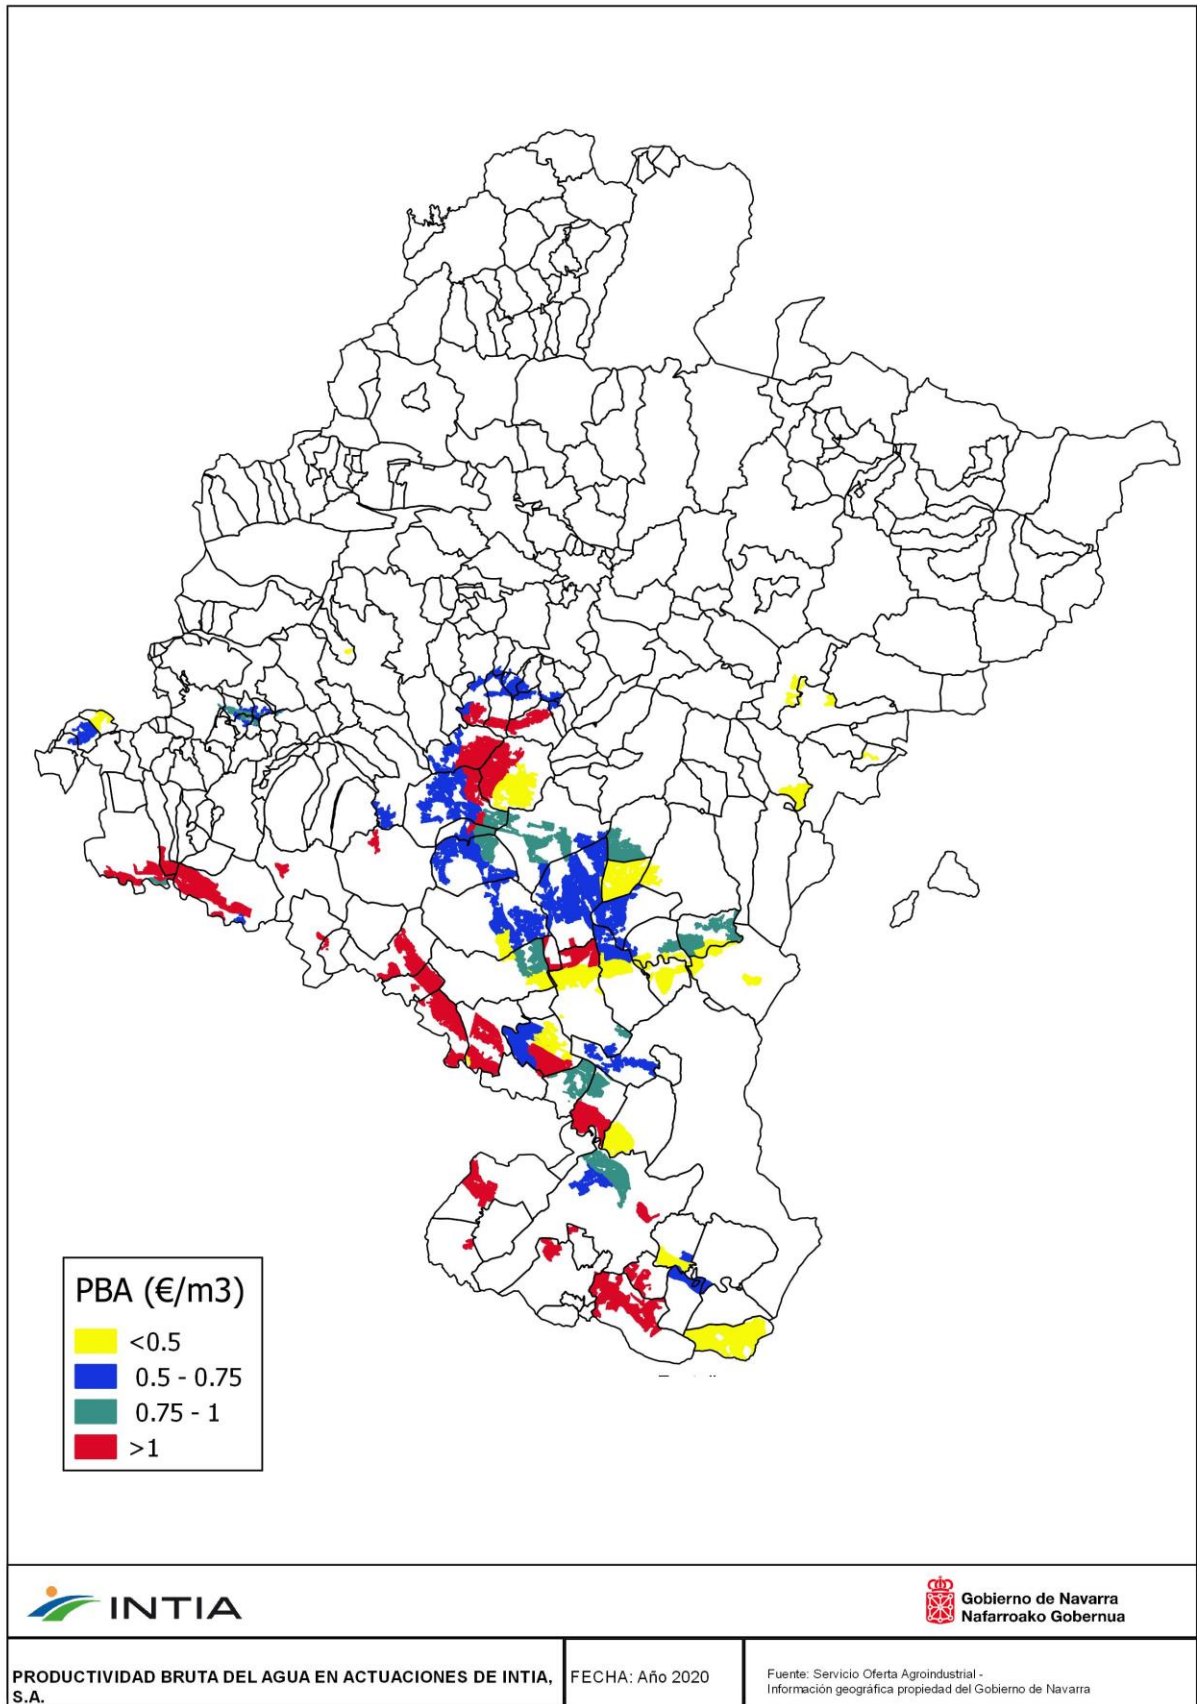 PBA (€/m3)
<0.5
0.5 - 0.75
0.75 - 1
>1
INTIA
Gobierno de Navarra
Nafarroako Gobernua
PRODUCTIVIDAD BRUTA DEL AGUA EN ACTUACIONES DE INTIA,
S.A.
FECHA: Año 2020
Fuente: Servicio Oferta Agroindustrial -
Información geográfica propiedad del Gobierno de Navarra